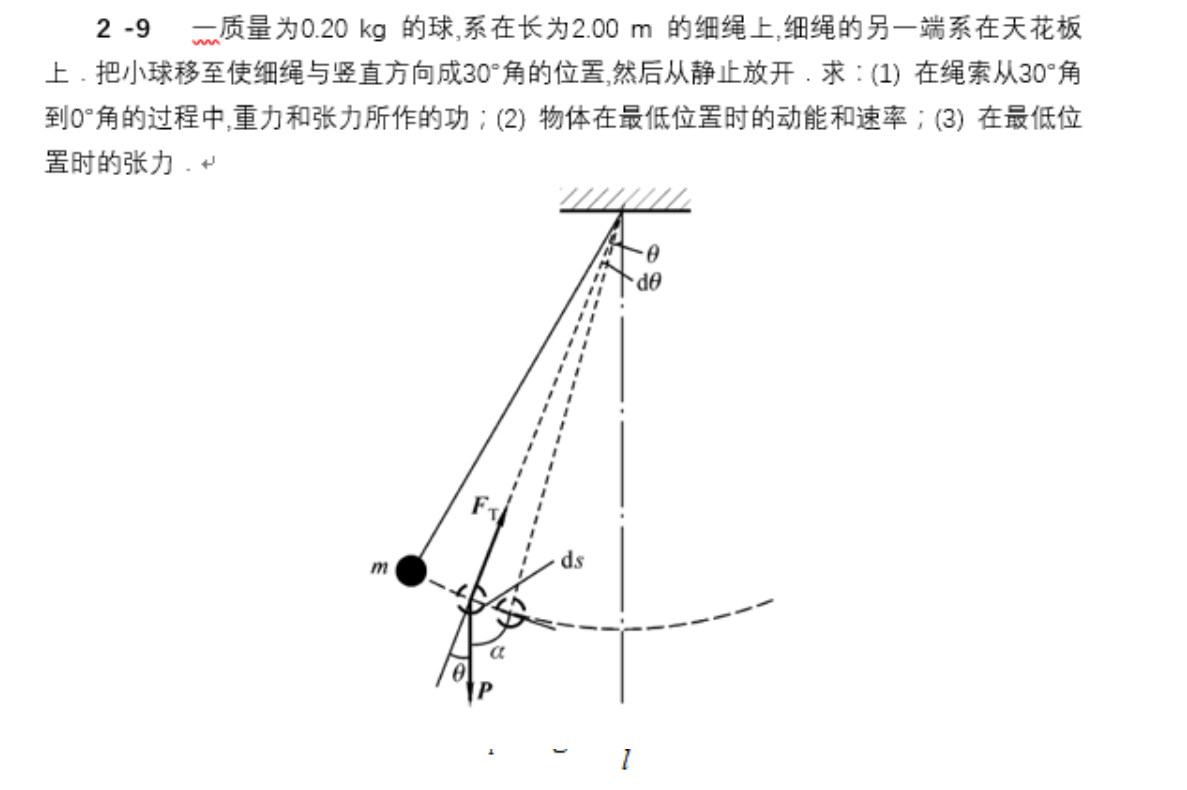 2 -9 一质量为0.20 kg 的球,系在长为2.00 m 的细绳上,细绳的另一端系在天花板
上．把小球移至使细绳与竖直方向成30°角的位置,然后从静止放开．求：(1) 在绳索从30°角
到0°角的过程中,重力和张力所作的功；(2) 物体在最低位置时的动能和速率；(3) 在最低位
置时的张力．↵
θ
dθ
F_T
m
ds
α
θ
P
l